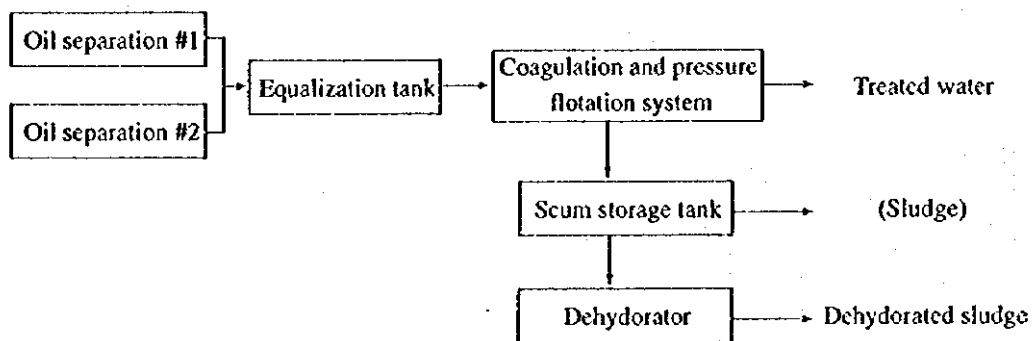 Oil separation #1
Oil separation #2
Equalization tank
Coagulation and pressure
flotation system
Treated water
Scum storage tank
(Sludge)
Dehydorator
Dehydorated sludge